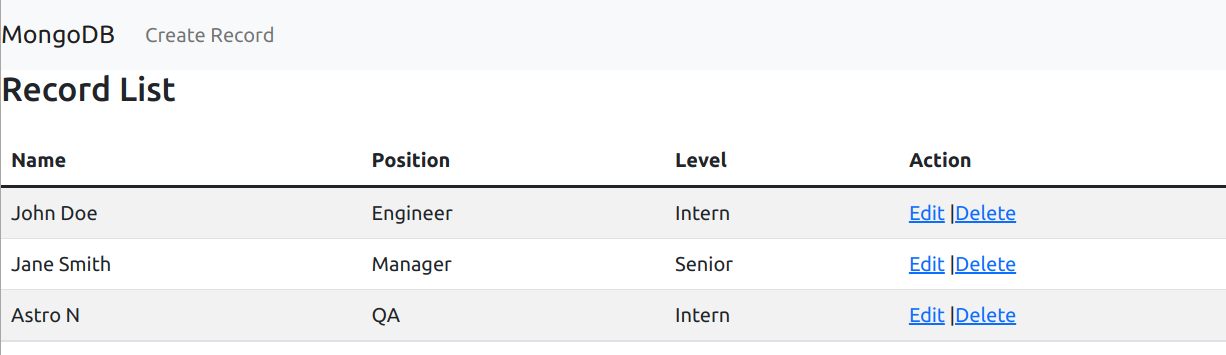 MongoDB Create Record
Record List
Name Position Level Action
John Doe Engineer Intern Edit |Delete
Jane Smith Manager Senior Edit |Delete
Astro N QA Intern Edit |Delete